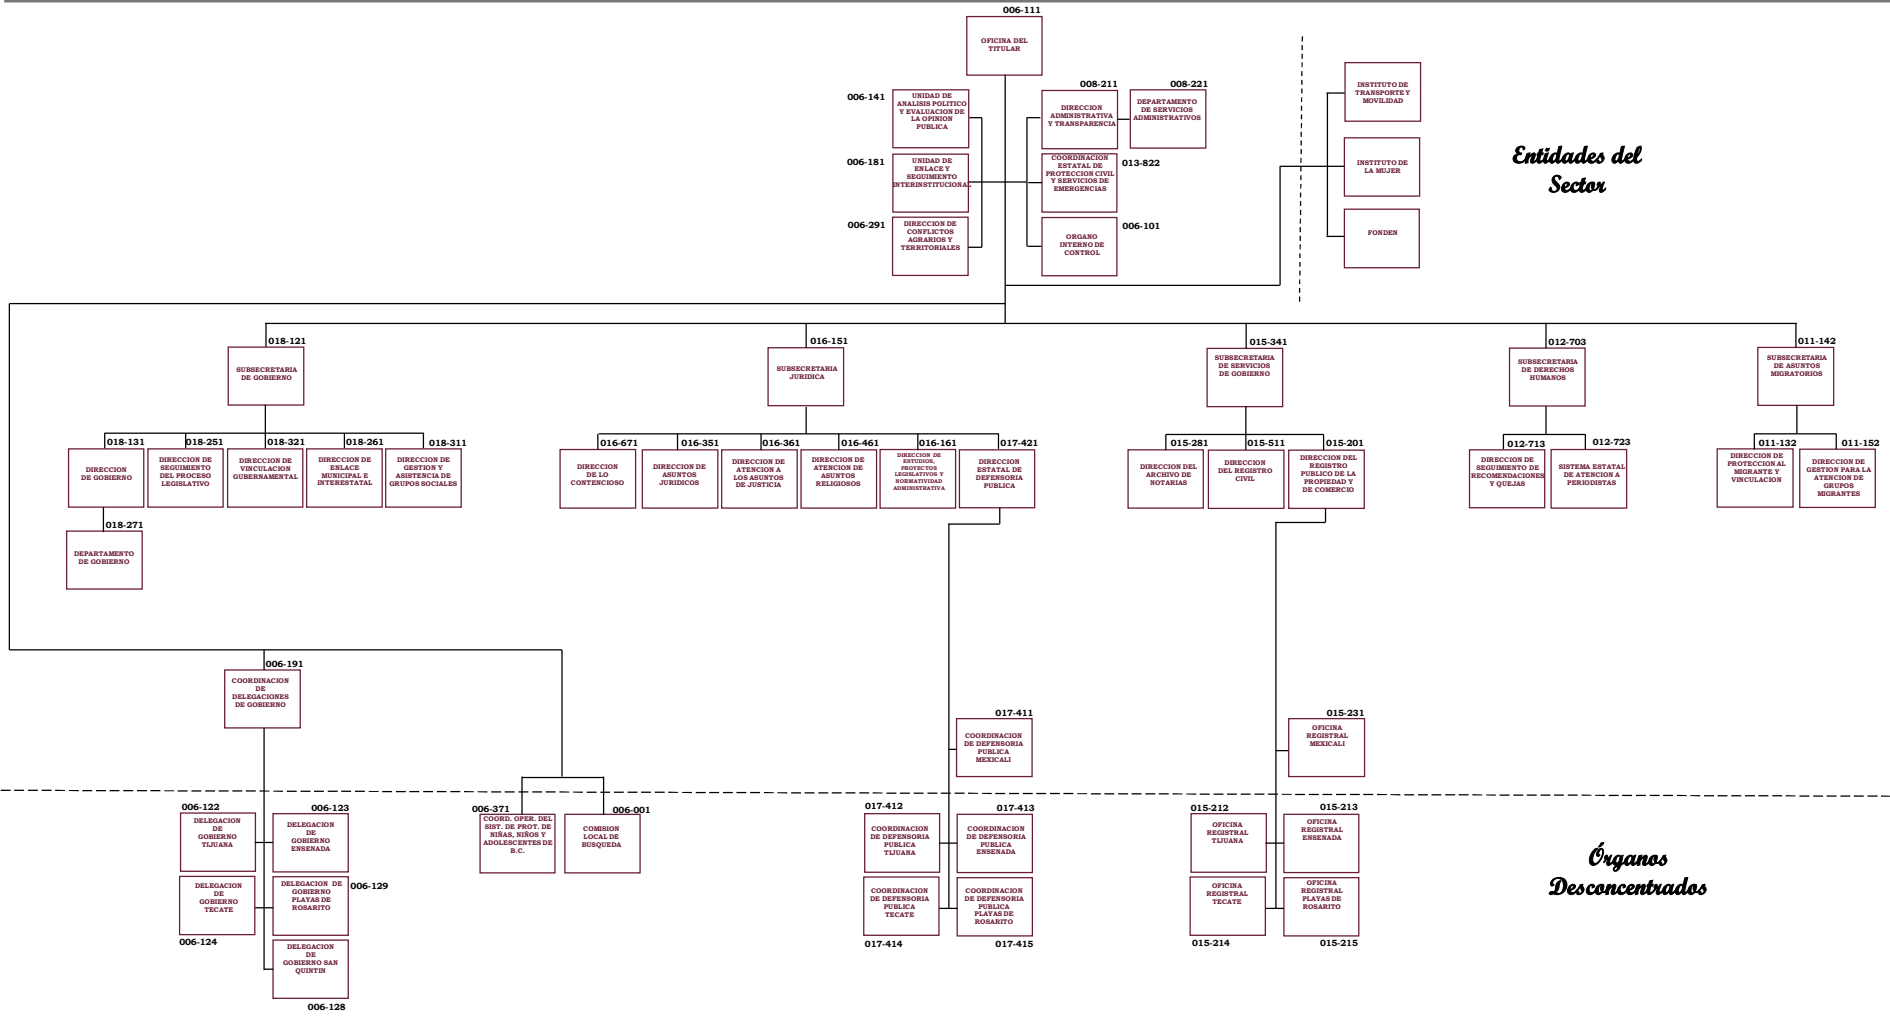 006-111
OFICINA DEL
TITULAR
006-141
UNIDAD DE
ANALISIS POLITICO
Y EVALUACION DE
LA OPINION
PUBLICA
008-211
DIRECCION
ADMINISTRATIVA
Y TRANSPARENCIA
008-221
DEPARTAMENTO
DE SERVICIOS
ADMINISTRATIVOS
006-181
UNIDAD DE
ENLACE Y
SEGUIMIENTO
INTERINSTITUCIONAL
COORDINACION
ESTATAL DE
PROTECCION CIVIL
Y SERVICIOS DE
EMERGENCIAS
013-822
006-291
DIRECCION DE
CONFLICTOS
AGRARIOS Y
TERRITORIALES
ORGANO
INTERNO DE
CONTROL
006-101
INSTITUTO DE
TRANSPORTE Y
MOVILIDAD
INSTITUTO DE
LA MUJER
FONDEN
Entidades del
Sector
018-121
SUBSECRETARIA
DE GOBIERNO
016-151
SUBSECRETARIA
JURIDICA
015-341
SUBSECRETARIA
DE SERVICIOS
DE GOBIERNO
012-703
SUBSECRETARIA
DE DERECHOS
HUMANOS
011-142
SUBSECRETARIA
DE ASUNTOS
MIGRATORIOS
018-131
DIRECCION
DE GOBIERNO
018-251
DIRECCION DE
SEGUIMIENTO
DEL PROCESO
LEGISLATIVO
018-321
DIRECCION DE
VINCULACION
GUBERNAMENTAL
018-261
DIRECCION DE
ENLACE
MUNICIPAL E
INTERESTATAL
018-311
DIRECCION DE
GESTION Y
ASISTENCIA DE
GRUPOS SOCIALES
016-671
DIRECCION
DE LO
CONTENCIOSO
016-351
DIRECCION DE
ASUNTOS
JURIDICOS
016-361
DIRECCION DE
ATENCION A
LOS ASUNTOS
DE JUSTICIA
016-461
DIRECCION DE
ATENCION DE
ASUNTOS
RELIGIOSOS
016-161
DIRECCION DE
ESTUDIOS,
PROYECTOS
LEGISLATIVOS Y
NORMATIVIDAD
ADMINISTRATIVA
017-421
DIRECCION
ESTATAL DE
DEFENSORIA
PUBLICA
015-281
DIRECCION DEL
ARCHIVO DE
NOTARIAS
015-511
DIRECCION
DEL REGISTRO
CIVIL
015-201
DIRECCION DEL
REGISTRO
PUBLICO DE LA
PROPIEDAD Y
DE COMERCIO
012-713
DIRECCION DE
SEGUIMIENTO DE
RECOMENDACIONES
Y QUEJAS
012-723
SISTEMA ESTATAL
DE ATENCION A
PERIODISTAS
011-132
DIRECCION DE
PROTECCION AL
MIGRANTE Y
VINCULACION
011-152
DIRECCION DE
GESTION PARA LA
ATENCION DE
GRUPOS
MIGRANTES
018-271
DEPARTAMENTO
DE GOBIERNO
006-191
COORDINACION
DE
DELEGACIONES
DE GOBIERNO
017-411
COORDINACION
DE DEFENSORIA
PUBLICA
MEXICALI
015-231
OFICINA
REGISTRAL
MEXICALI
006-122
DELEGACION
DE
GOBIERNO
TIJUANA
006-123
DELEGACION
DE
GOBIERNO
ENSENADA
DELEGACION
DE
GOBIERNO
TECATE
006-124
DELEGACION DE
GOBIERNO
PLAYAS DE
ROSARITO
006-129
DELEGACION
DE
GOBIERNO SAN
QUINTIN
006-128
006-371
COORD. OPER. DEL
SIST. DE PROT. DE
NIÑAS, NIÑOS Y
ADOLESCENTES DE
B.C.
006-001
COMISION
LOCAL DE
BUSQUEDA
017-412
COORDINACION
DE DEFENSORIA
PUBLICA
TIJUANA
017-413
COORDINACION
DE DEFENSORIA
PUBLICA
ENSENADA
COORDINACION
DE DEFENSORIA
PUBLICA
TECATE
017-414
COORDINACION
DE DEFENSORIA
PUBLICA
PLAYAS DE
ROSARITO
017-415
015-212
OFICINA
REGISTRAL
TIJUANA
015-213
OFICINA
REGISTRAL
ENSENADA
OFICINA
REGISTRAL
TECATE
015-214
OFICINA
REGISTRAL
PLAYAS DE
ROSARITO
015-215
Órganos
Desconcentrados